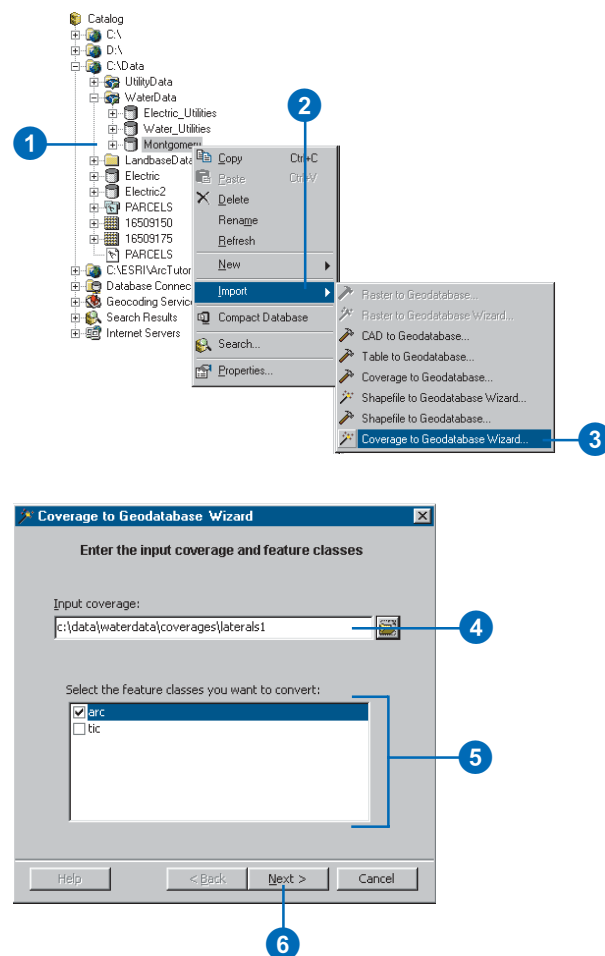 Catalog
C:\
D:\
C:\Data
UtilityData
WaterData
Electric_Utilities
Water_Utilities
Montgomery
LandbaseData
Electric
Electric2
PARCELS
16509150
16509175
PARCELS
C:\ESRI\ArcTutor
Database Connec
Geocoding Service
Search Results
Internet Servers
1
2
Copy Ctrl+C
Paste Ctrl+V
Delete
Rename
Refresh
New
Import
Compact Database
Search...
Properties...
Raster to Geodatabase...
Raster to Geodatabase Wizard...
CAD to Geodatabase...
Table to Geodatabase...
Coverage to Geodatabase...
Shapefile to Geodatabase Wizard...
Shapefile to Geodatabase...
Coverage to Geodatabase Wizard...
3
Coverage to Geodatabase Wizard
Enter the input coverage and feature classes
Input coverage:
c:\data\waterdata\coverages\laterals1
4
Select the feature classes you want to convert:
arc
tic
5
Help < Back Next > Cancel
6